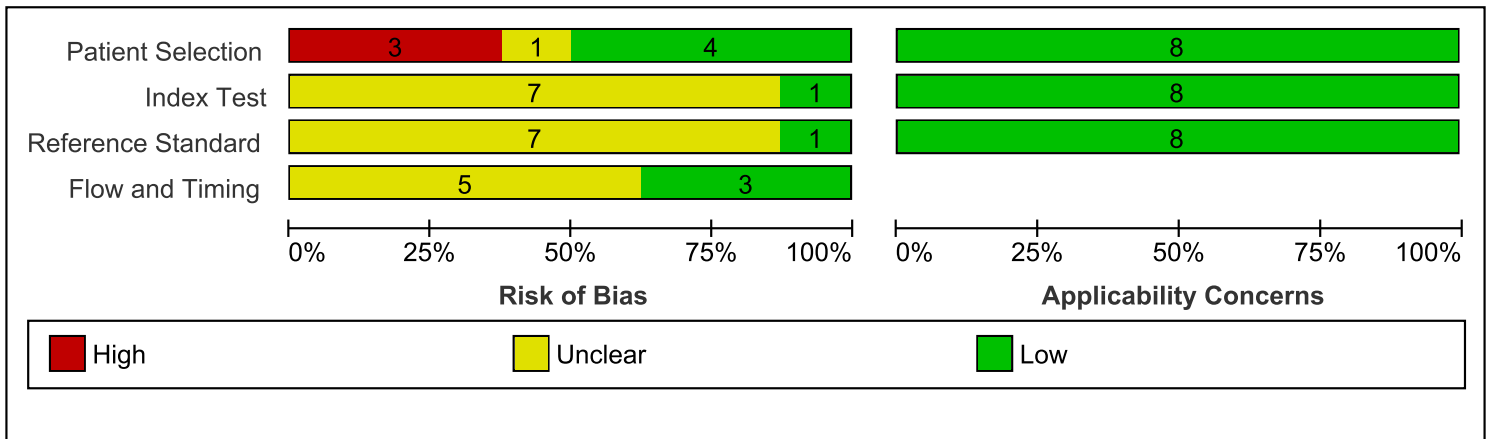 Patient Selection 3 1 4 8
Index Test 7 1 8
Reference Standard 7 1 8
Flow and Timing 5 3
0% 25% 50% 75% 100% 0% 25% 50% 75% 100%
Risk of Bias Applicability Concerns
High Unclear Low